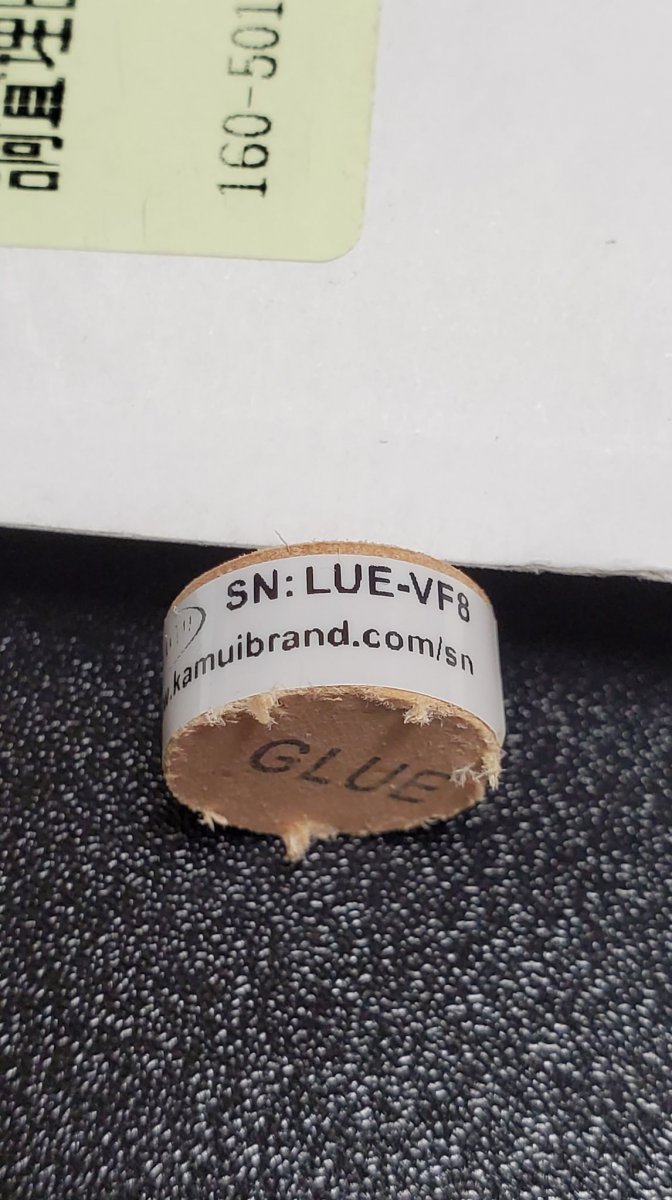 160-501
SN: LUE-VF8
.kamuibrand.com/sn
GLUE